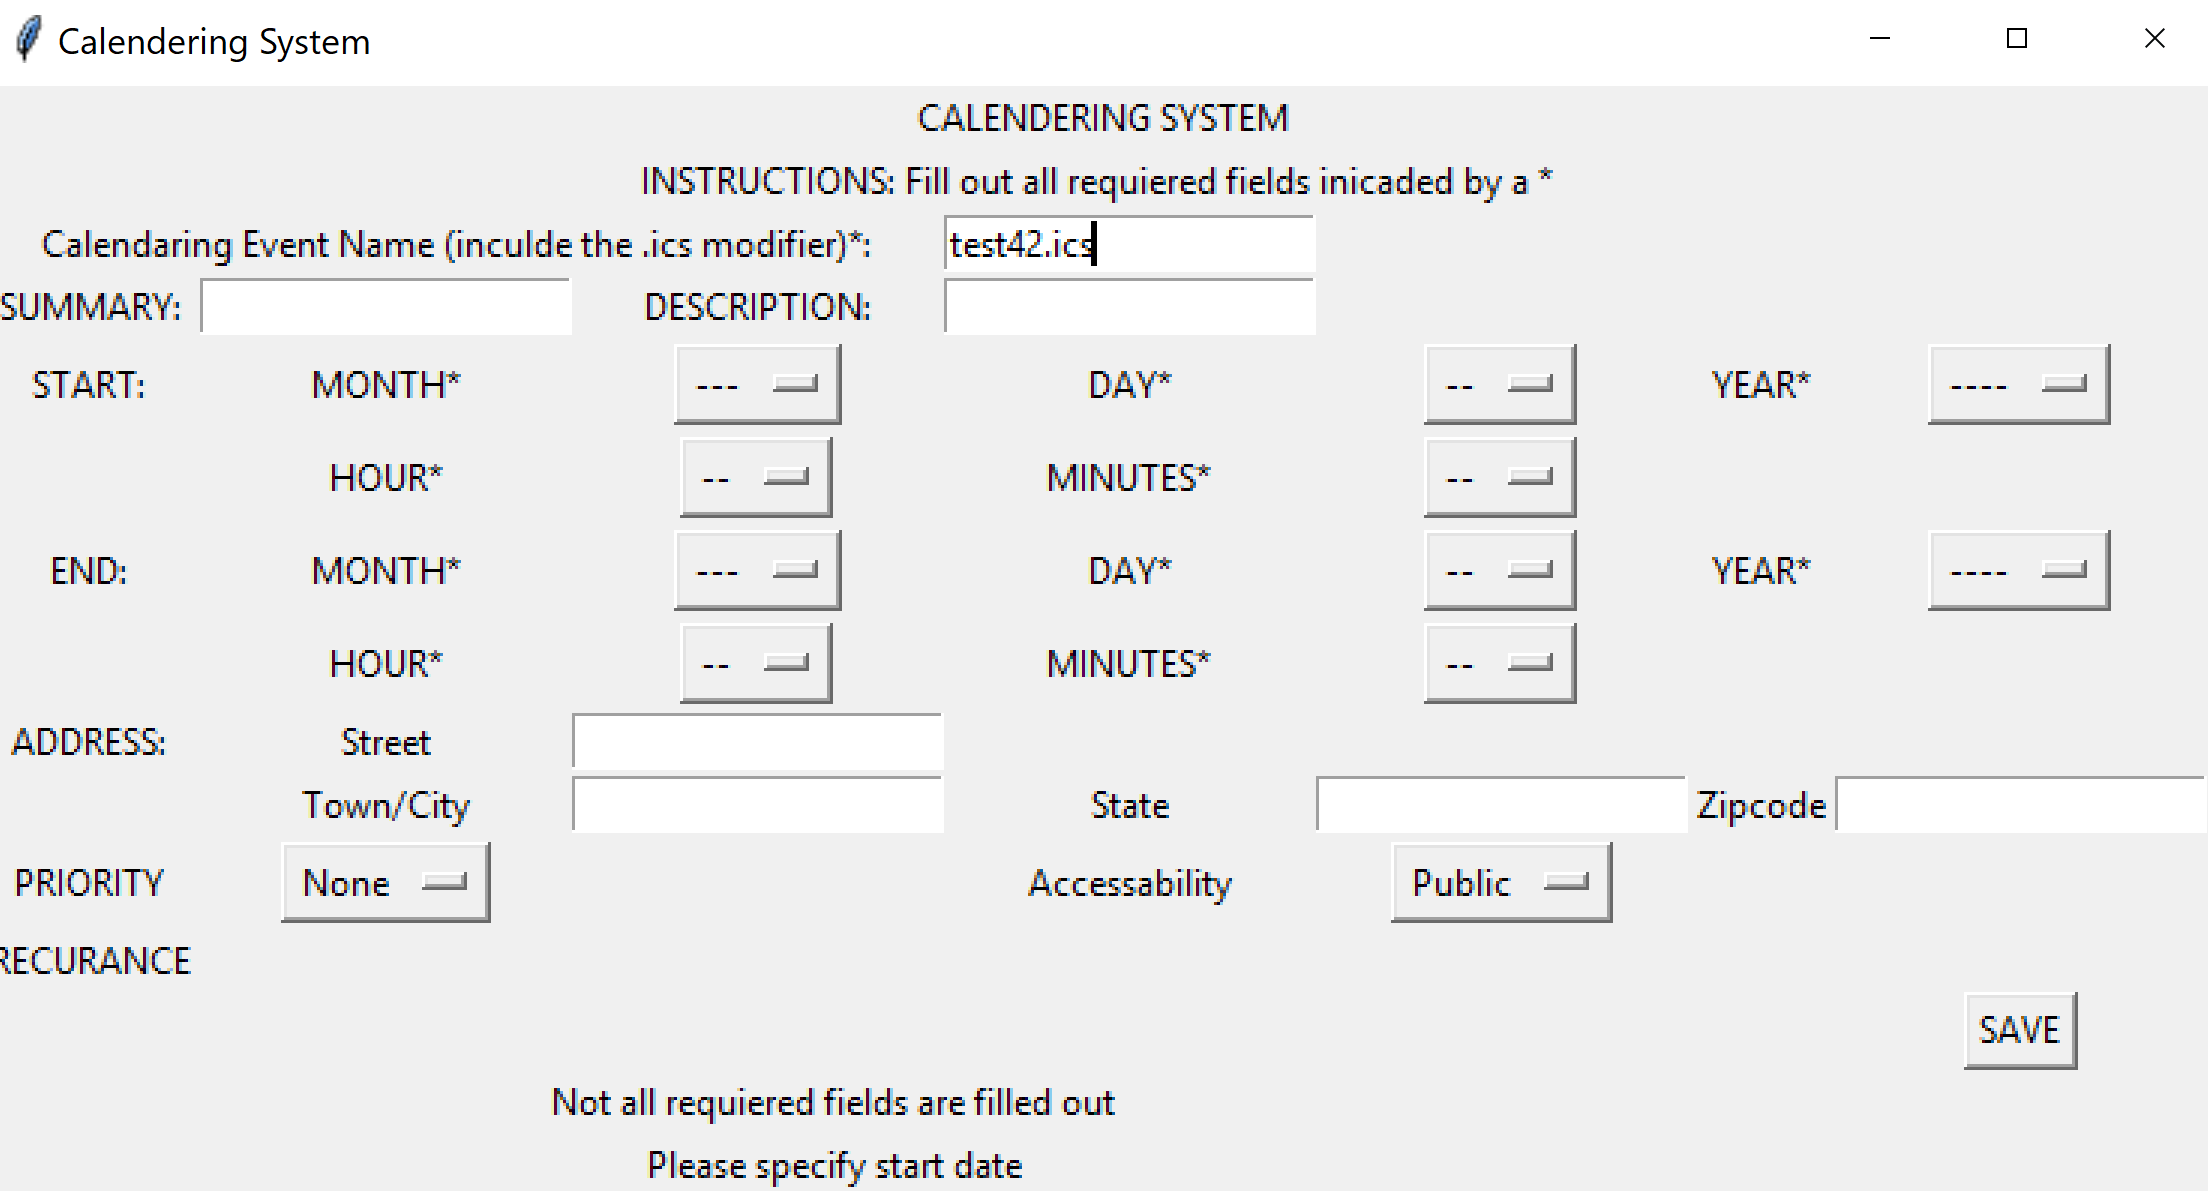 Calendering System
CALENDERING SYSTEM
INSTRUCTIONS: Fill out all requiered fields inicaded by a *
Calendaring Event Name (inculde the .ics modifier)*: test42.ics
SUMMARY: DESCRIPTION:
START: MONTH* --- DAY* -- YEAR* ----
HOUR* -- MINUTES* --
END: MONTH* --- DAY* -- YEAR* ----
HOUR* -- MINUTES* --
ADDRESS: Street
Town/City State Zipcode
PRIORITY None Accessability Public
RECURANCE
SAVE
Not all requiered fields are filled out
Please specify start date